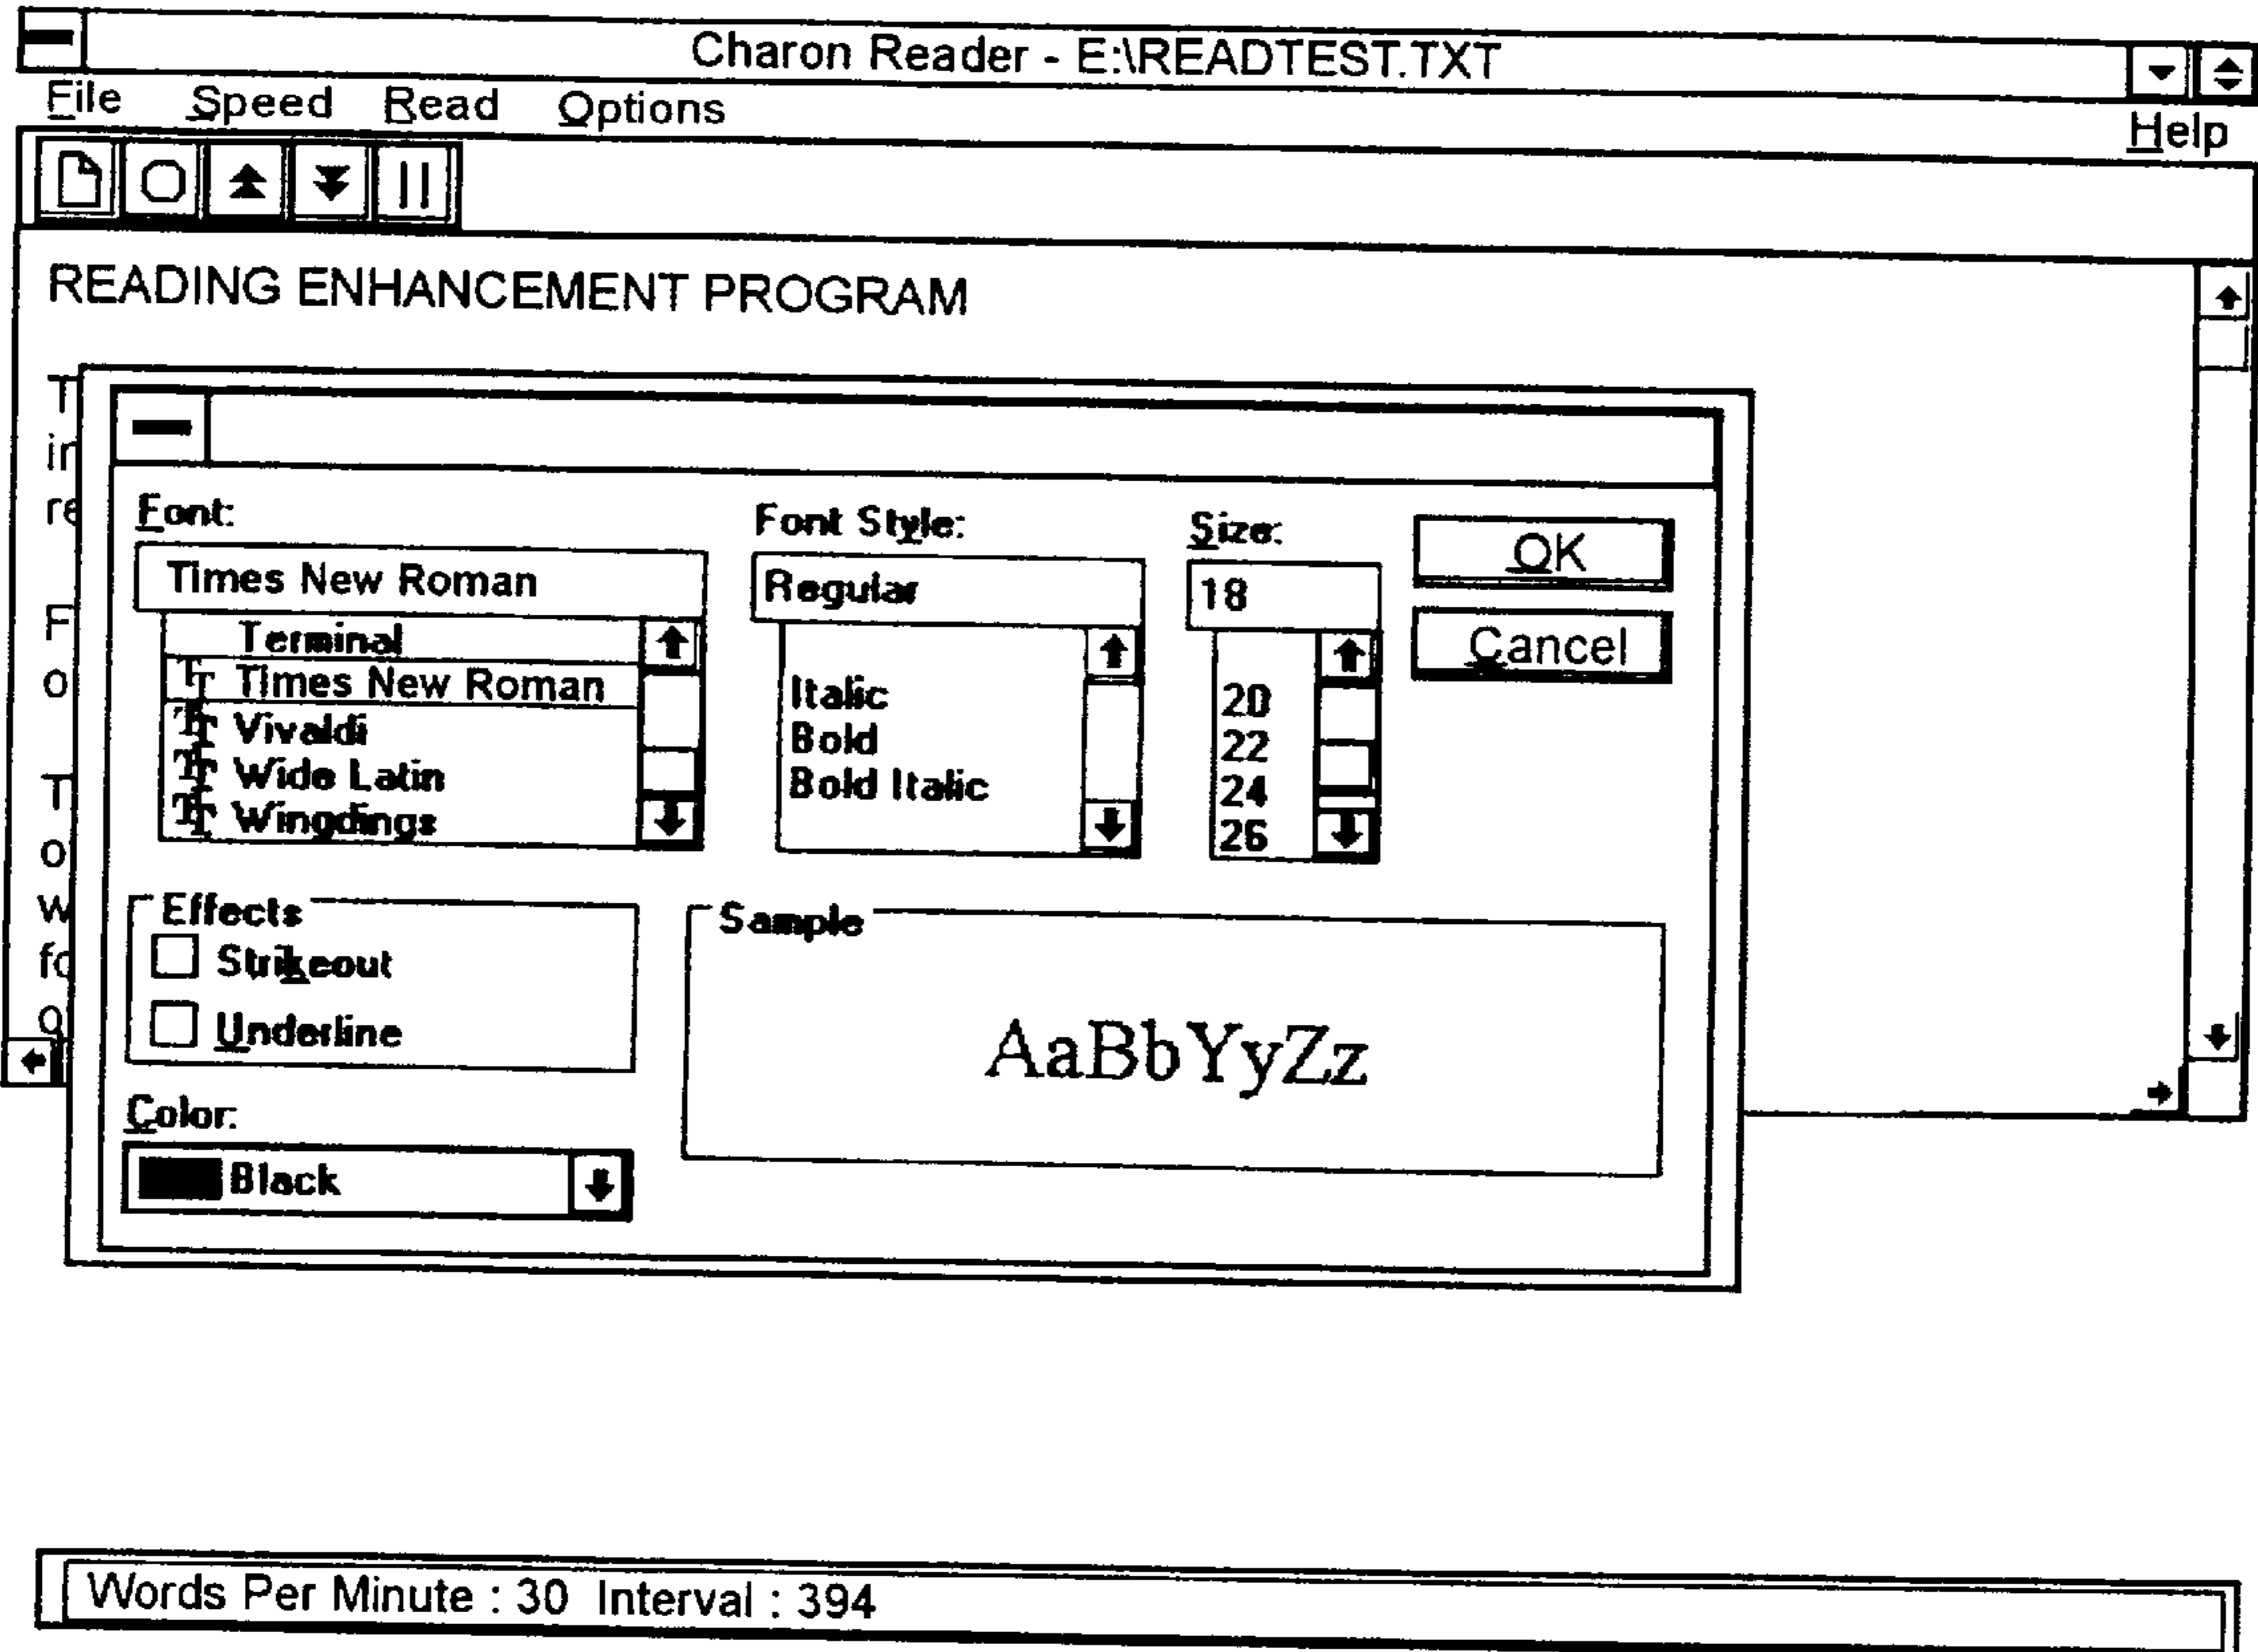 Charon Reader - E:\READTEST.TXT
File Speed Read Options Help
READING ENHANCEMENT PROGRAM
Font: Font Style: Size:
Times New Roman Regular 18 OK
Cancel
Terminal
Times New Roman Italic 20
Vivaldi Bold 22
Wide Latin Bold Italic 24
Wingdings 26
Effects Sample
Strikeout
Underline AaBbYyZz
Color:
Black
Words Per Minute : 30 Interval : 394